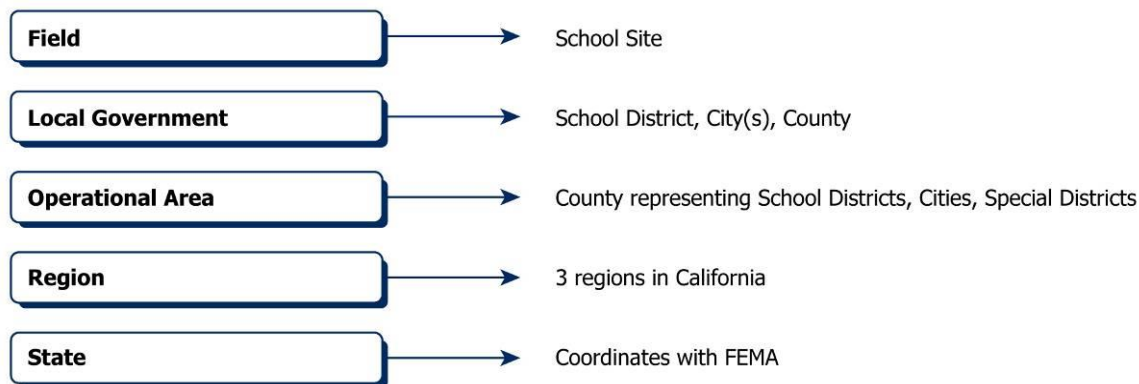 Field School Site
Local Government School District, City(s), County
Operational Area County representing School Districts, Cities, Special Districts
Region 3 regions in California
State Coordinates with FEMA